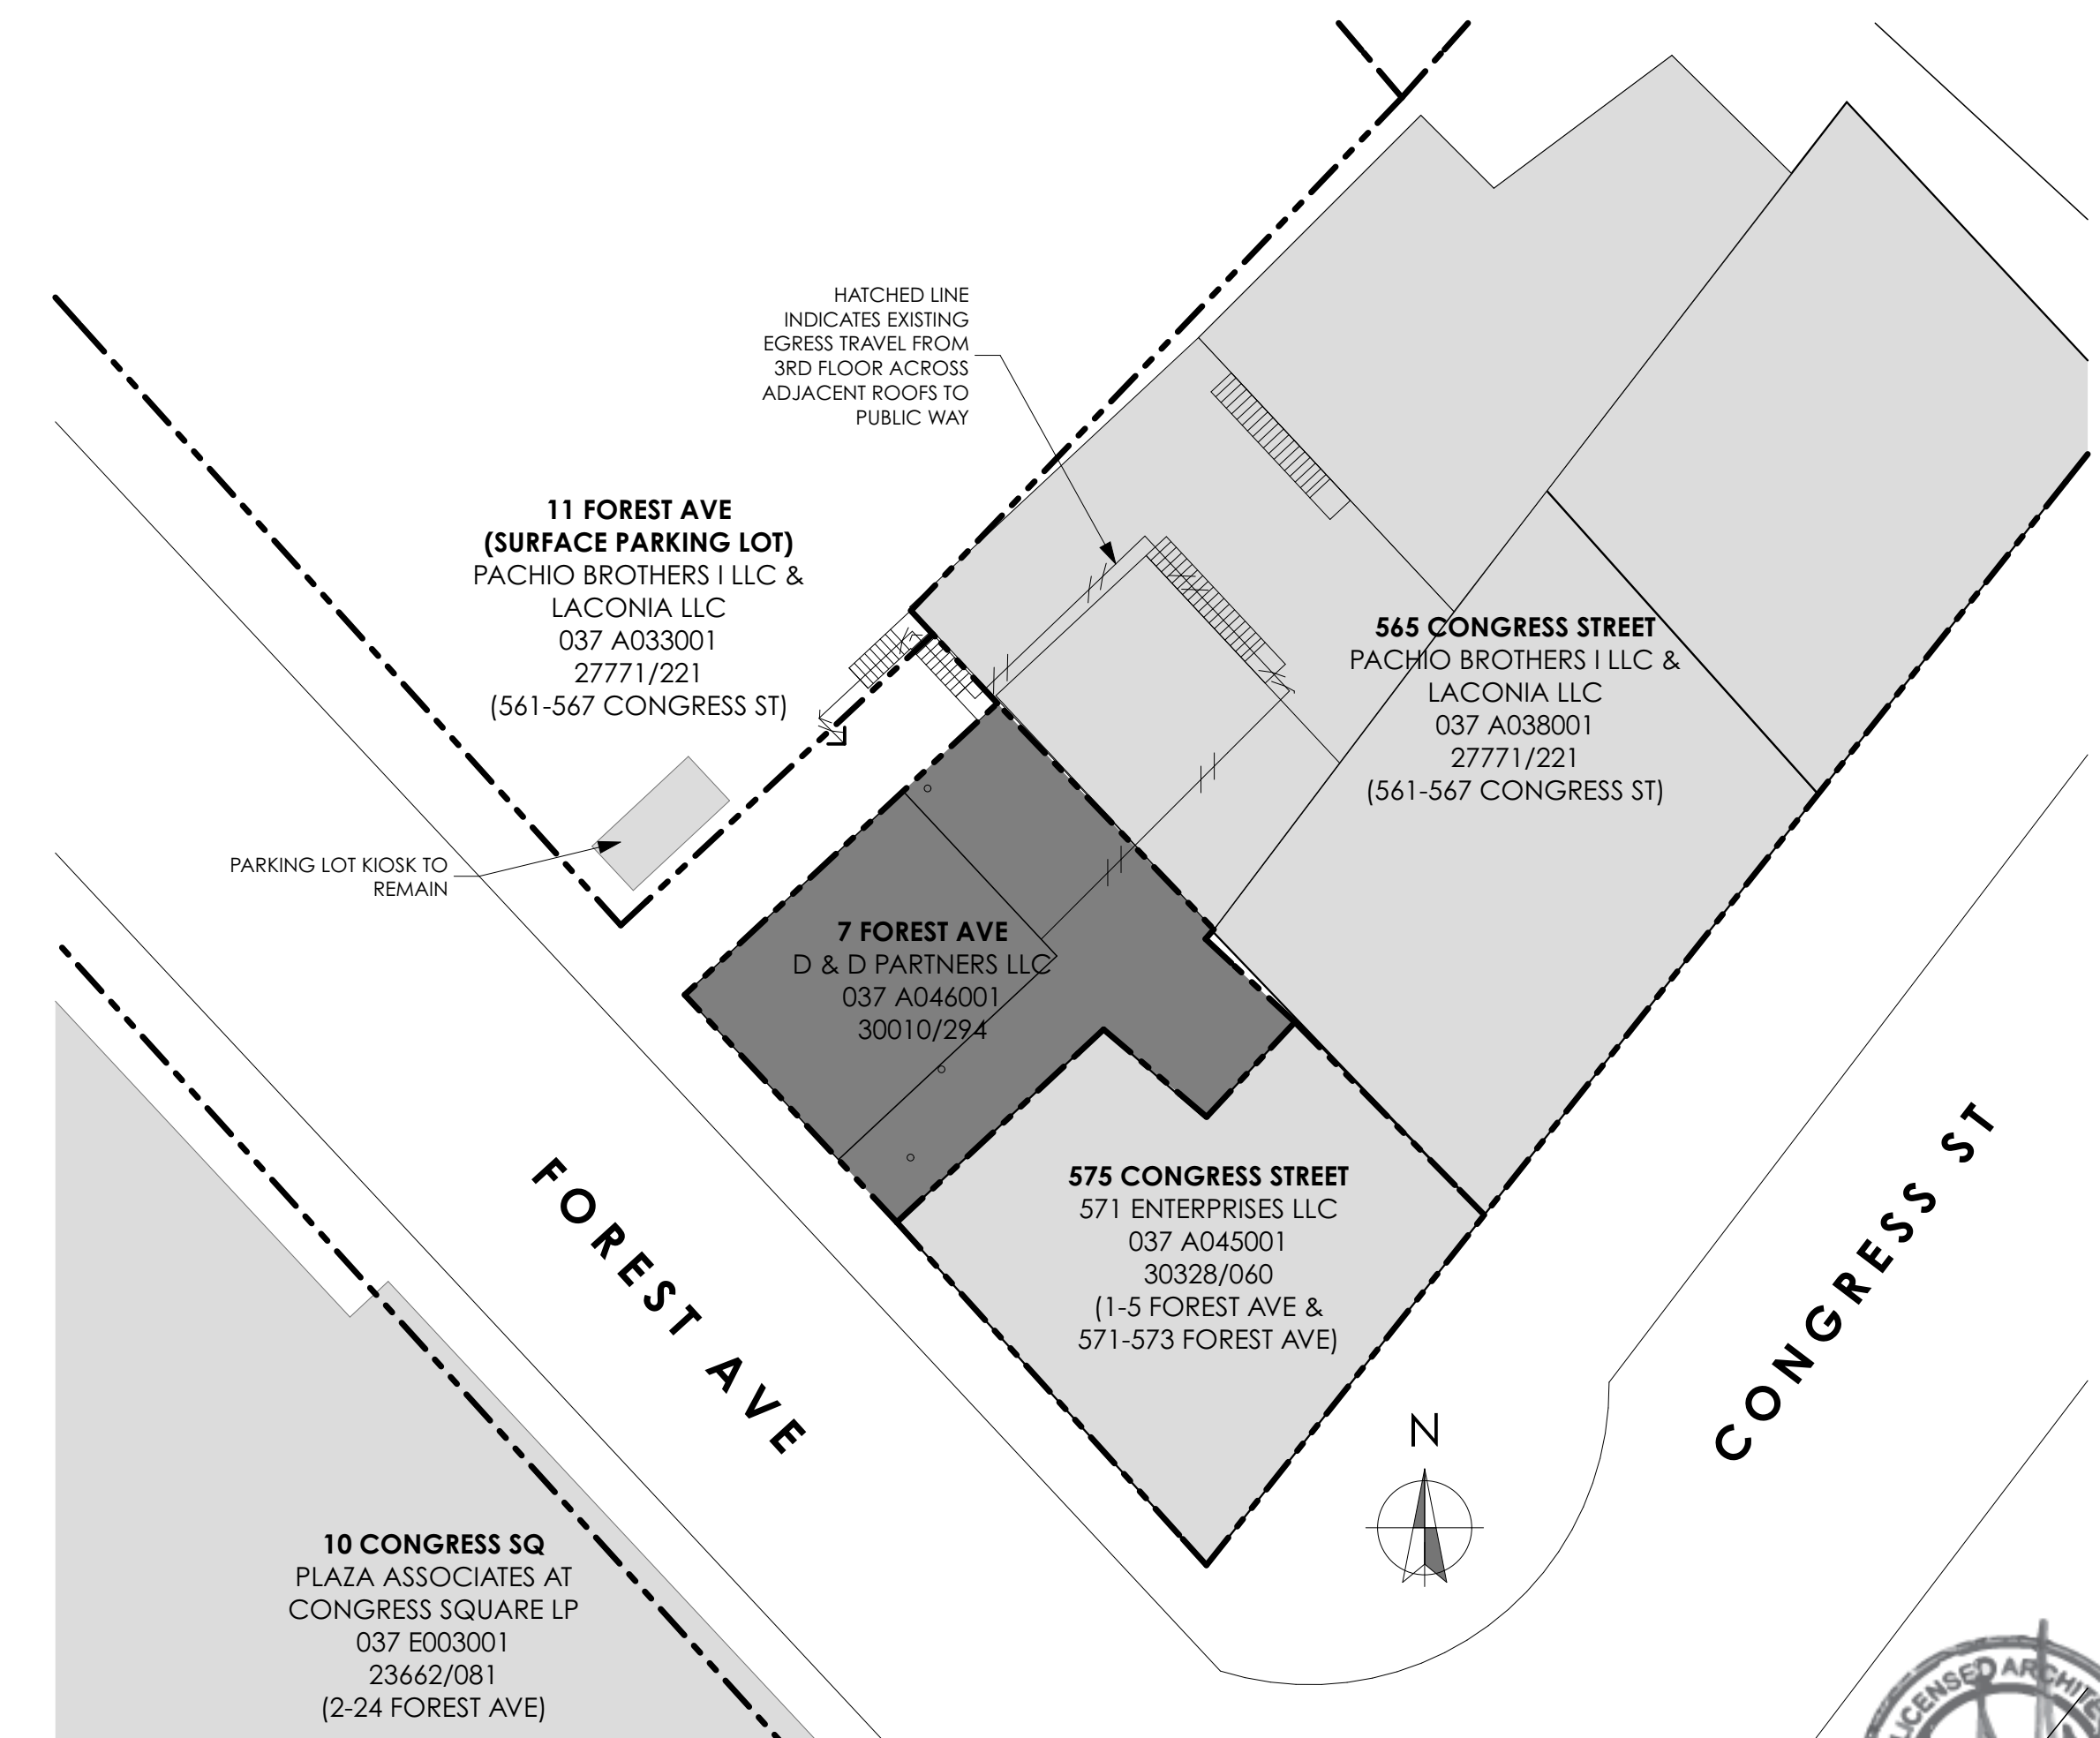 HATCHED LINE
INDICATES EXISTING
EGRESS TRAVEL FROM
3RD FLOOR ACROSS
ADJACENT ROOFS TO
PUBLIC WAY
11 FOREST AVE
(SURFACE PARKING LOT)
PACHIO BROTHERS I LLC &
LACONIA LLC
037 A033001
27771/221
(561-567 CONGRESS ST)
565 CONGRESS STREET
PACHIO BROTHERS I LLC &
LACONIA LLC
037 A038001
27771/221
(561-567 CONGRESS ST)
PARKING LOT KIOSK TO
REMAIN
7 FOREST AVE
D & D PARTNERS LLC
037 A046001
30010/294
575 CONGRESS STREET
571 ENTERPRISES LLC
037 A045001
30328/060
(1-5 FOREST AVE &
571-573 FOREST AVE)
FOREST AVE
CONGRESS ST
N
10 CONGRESS SQ
PLAZA ASSOCIATES AT
CONGRESS SQUARE LP
037 E003001
23662/081
(2-24 FOREST AVE)